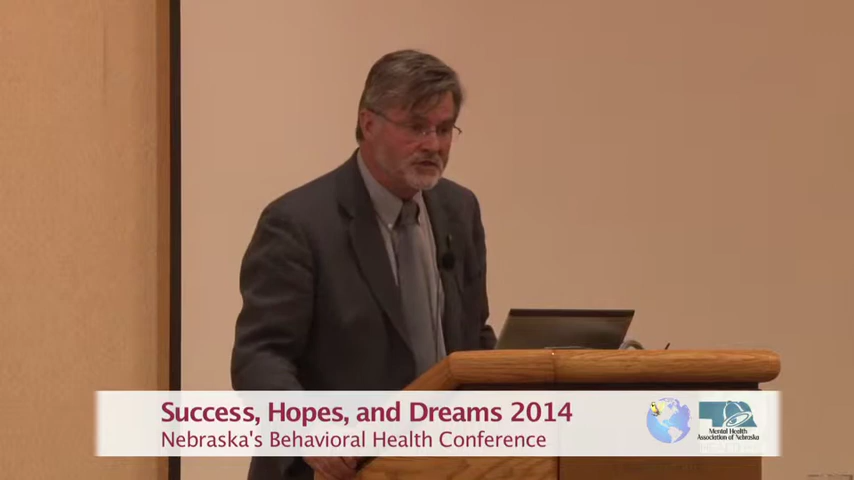 Success, Hopes, and Dreams 2014
Nebraska's Behavioral Health Conference
Mental Health
Association of Nebraska